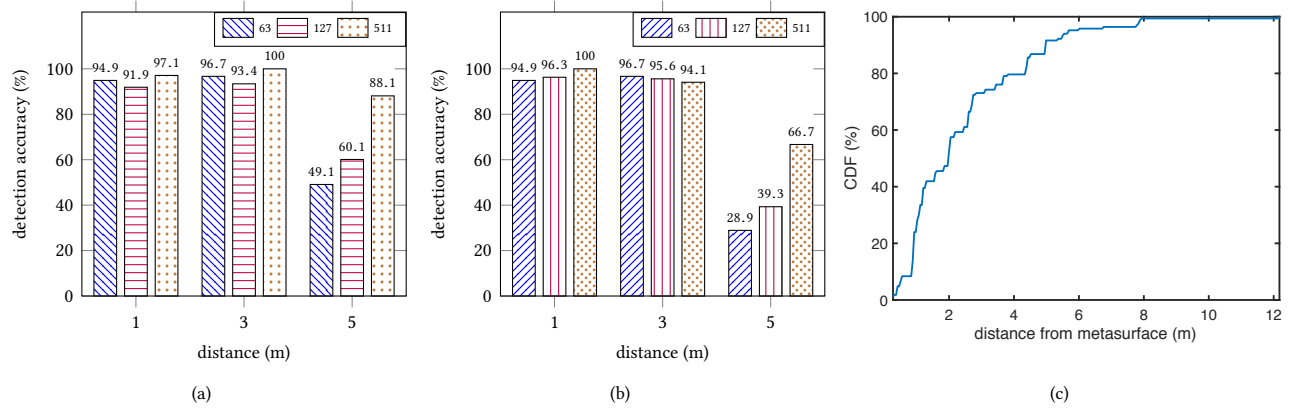 63 127 511
94.9 91.9 97.1 96.7 93.4 100 49.1 60.1 88.1
detection accuracy (%)
100
80
60
40
20
0
1 3 5
distance (m)
(a)
63 127 511
94.9 96.3 100 96.7 95.6 94.1 28.9 39.3 66.7
detection accuracy (%)
100
80
60
40
20
0
1 3 5
distance (m)
(b)
CDF (%)
100
80
60
40
20
0
2 4 6 8 10 12
distance from metasurface (m)
(c)